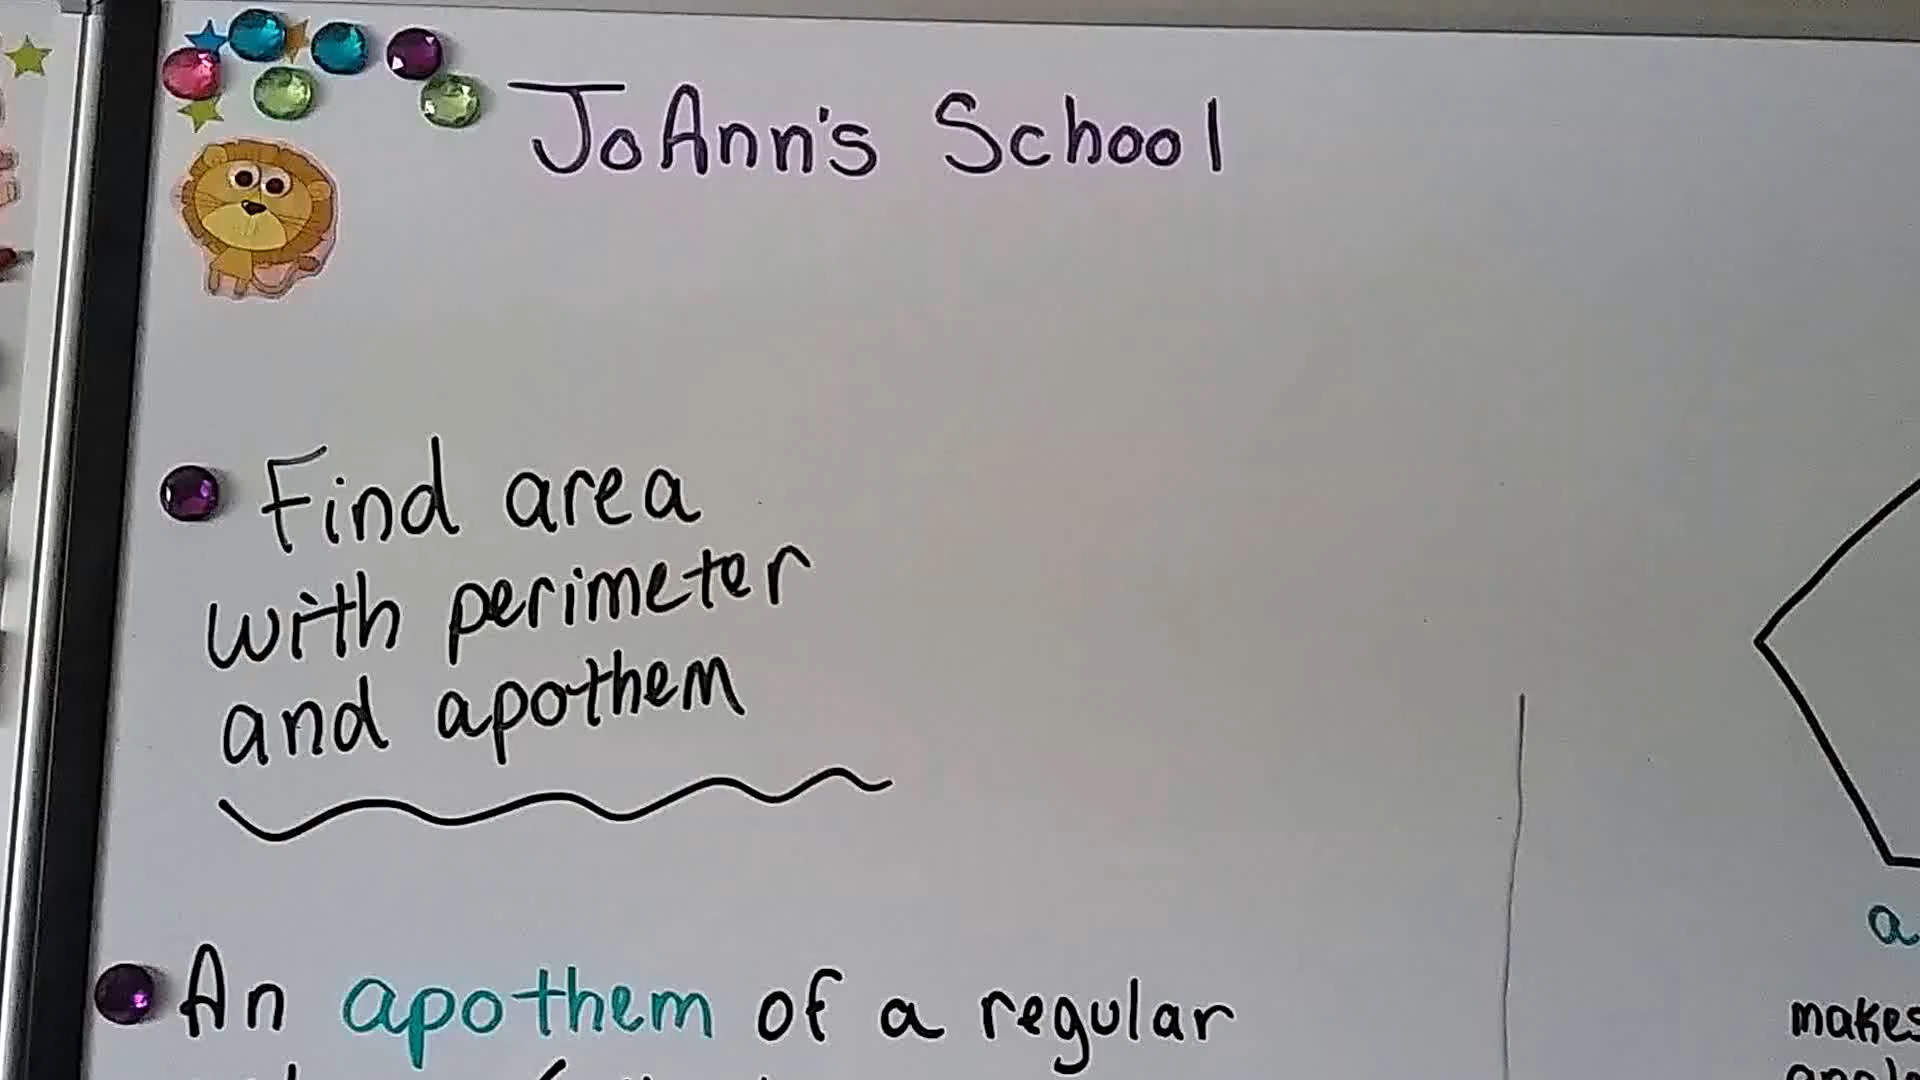 JoAnn's School
Find area
with perimeter
and apothem
An apothem of a regular
a
makes